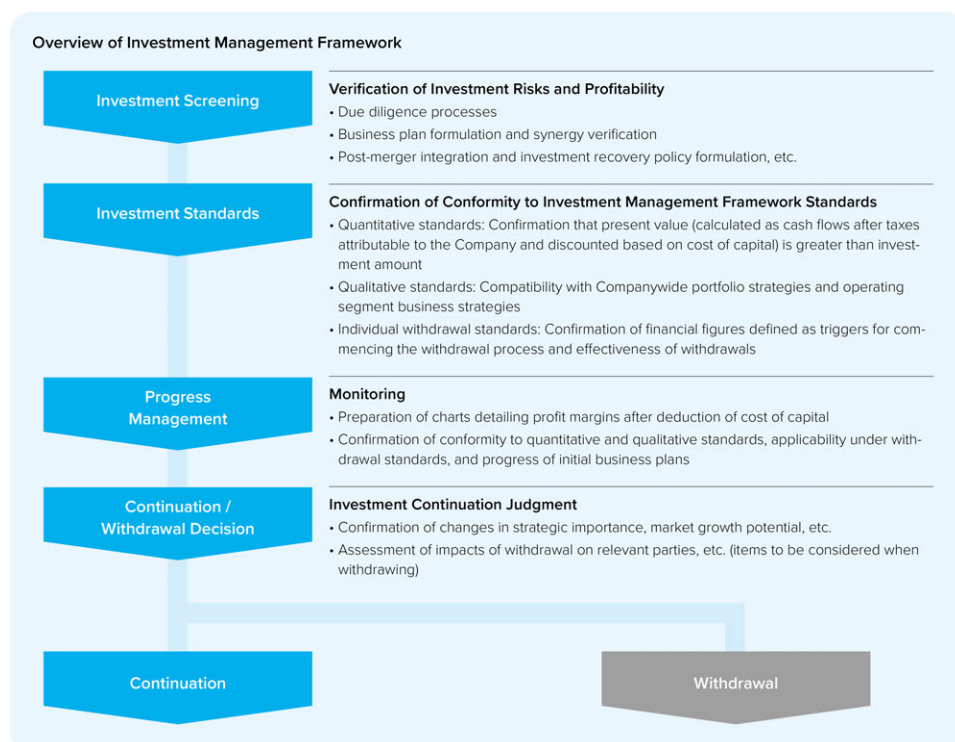 Overview of Investment Management Framework
Investment Screening
Verification of Investment Risks and Profitability
• Due diligence processes
• Business plan formulation and synergy verification
• Post-merger integration and investment recovery policy formulation, etc.
Investment Standards
Confirmation of Conformity to Investment Management Framework Standards
• Quantitative standards: Confirmation that present value (calculated as cash flows after taxes
attributable to the Company and discounted based on cost of capital) is greater than invest-
ment amount
• Qualitative standards: Compatibility with Companywide portfolio strategies and operating
segment business strategies
• Individual withdrawal standards: Confirmation of financial figures defined as triggers for com-
mencing the withdrawal process and effectiveness of withdrawals
Progress
Management
Monitoring
• Preparation of charts detailing profit margins after deduction of cost of capital
• Confirmation of conformity to quantitative and qualitative standards, applicability under with-
drawal standards, and progress of initial business plans
Continuation /
Withdrawal Decision
Investment Continuation Judgment
• Confirmation of changes in strategic importance, market growth potential, etc.
• Assessment of impacts of withdrawal on relevant parties, etc. (items to be considered when
withdrawing)
Continuation
Withdrawal